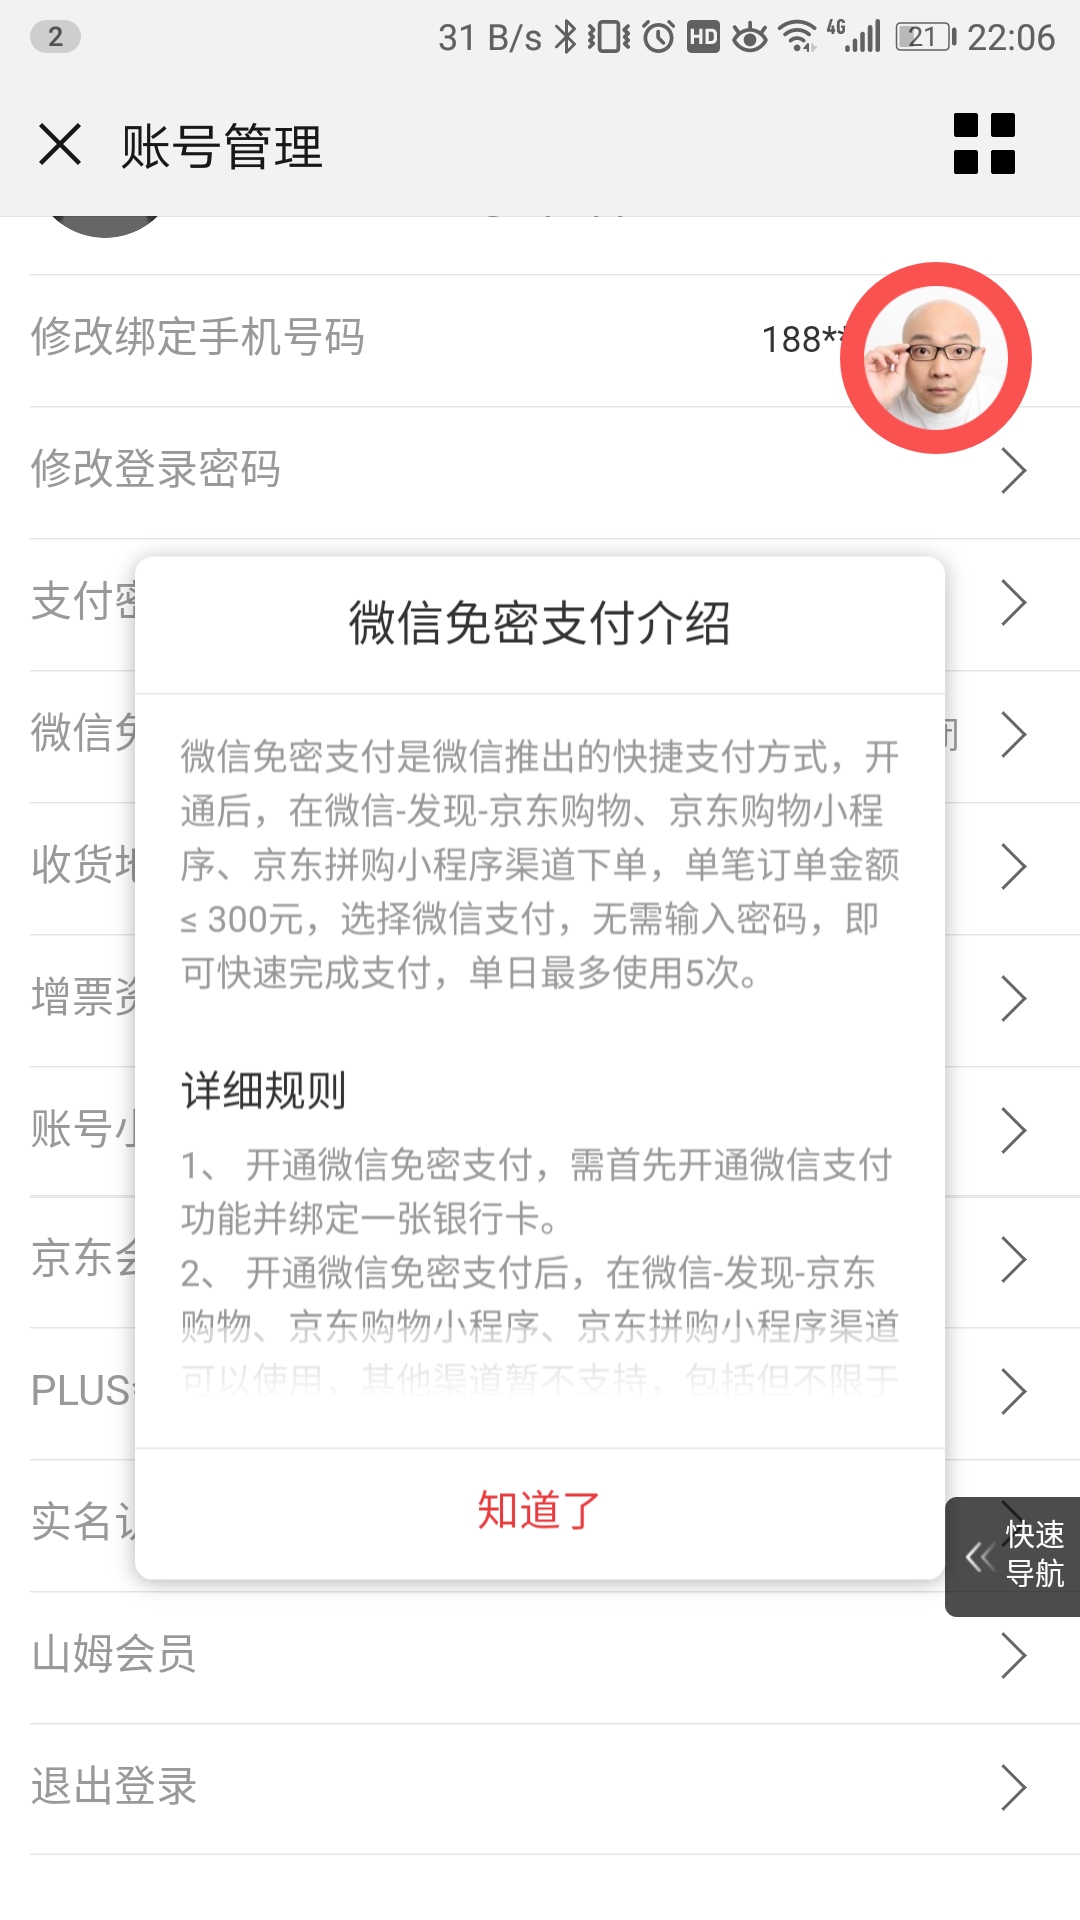 2 31 B/s HD 4G 21 22:06
账号管理
修改绑定手机号码 188**
修改登录密码
支付密
微信免 闭
收货地
增票资
账号小
京东会
PLUS
实名认
山姆会员
退出登录
微信免密支付介绍
微信免密支付是微信推出的快捷支付方式，开
通后，在微信-发现-京东购物、京东购物小程
序、京东拼购小程序渠道下单，单笔订单金额
≤ 300元，选择微信支付，无需输入密码，即
可快速完成支付，单日最多使用5次。
详细规则
1、 开通微信免密支付，需首先开通微信支付
功能并绑定一张银行卡。
2、 开通微信免密支付后，在微信-发现-京东
购物、京东购物小程序、京东拼购小程序渠道
可以使用，其他渠道暂不支持，包括但不限于
知道了
快速
导航